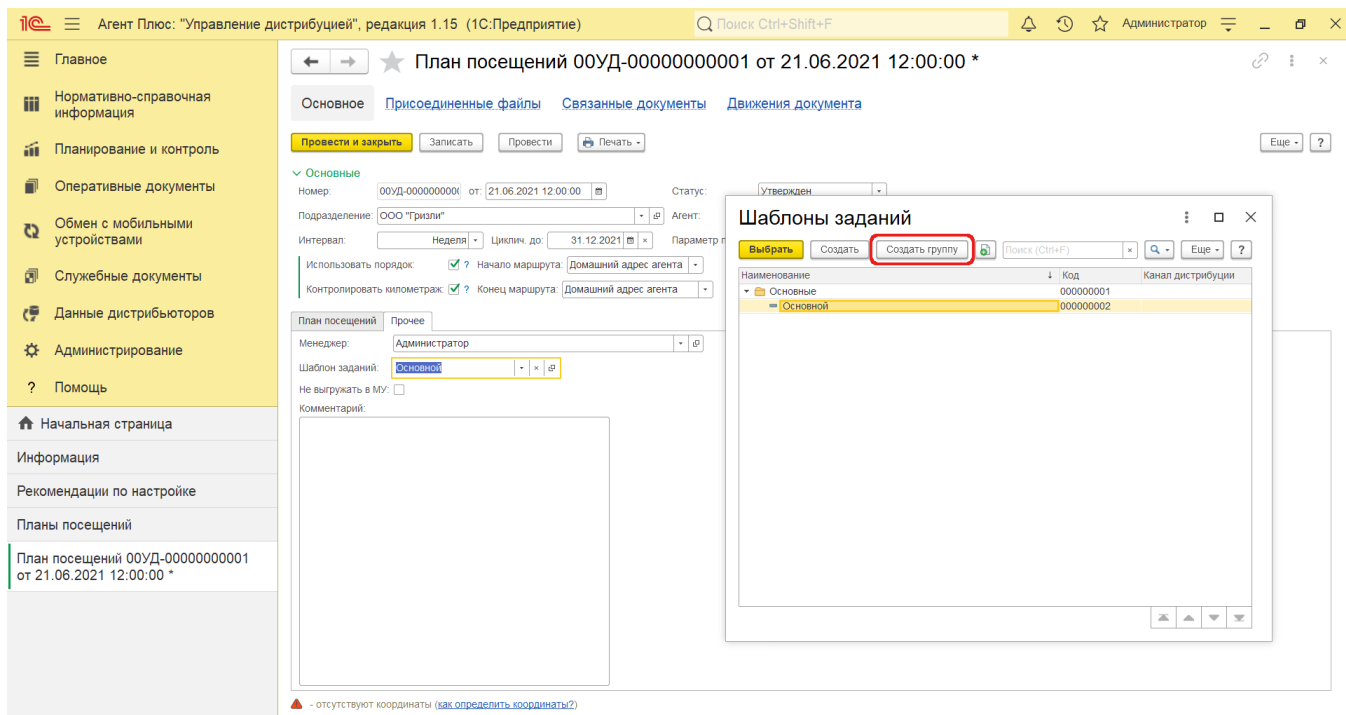 1С Агент Плюс: "Управление дистрибуцией", редакция 1.15 (1С:Предприятие) Поиск Ctrl+Shift+F Администратор
Главное
Нормативно-справочная
информация
Планирование и контроль
Оперативные документы
Обмен с мобильными
устройствами
Служебные документы
Данные дистрибьюторов
Администрирование
? Помощь
Начальная страница
Информация
Рекомендации по настройке
Планы посещений
План посещений 00УД-00000000001
от 21.06.2021 12:00:00 *
План посещений 00УД-00000000001 от 21.06.2021 12:00:00 *
Основное Присоединенные файлы Связанные документы Движения документа
Провести и закрыть Записать Провести Печать Еще ?
Основные
Номер: 00УД-0000000000 от: 21.06.2021 12:00:00 Статус: Утвержден
Подразделение: ООО "Гризли" Агент:
Интервал: Неделя Циклич. до: 31.12.2021 Параметр п
Использовать порядок: ? Начало маршрута: Домашний адрес агента
Контролировать километраж: ? Конец маршрута: Домашний адрес агента
План посещений Прочее
Менеджер: Администратор
Шаблон заданий: Основной
Не выгружать в МУ:
Комментарий:
- отсутствуют координаты (как определить координаты?)
Шаблоны заданий
Выбрать Создать Создать группу Поиск (Ctrl+F) Еще ?
Наименование Код Канал дистрибуции
Основные 000000001
Основной 000000002